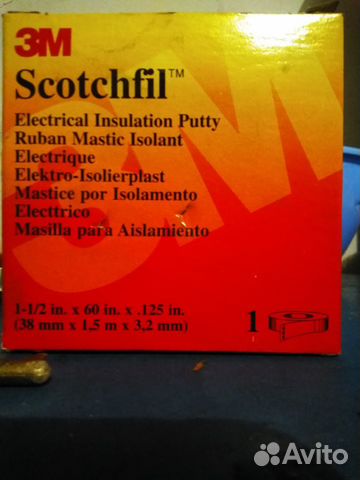 3M
Scotchfil™
Electrical Insulation Putty
Ruban Mastic Isolant
Electrique
Elektro-Isolierplast
Mastice por Isolamento
Electtrico
Masilla para Aislamiento
1-1/2 in. x 60 in. x .125 in.
(38 mm x 1,5 m x 3,2 mm)
1
3M
Avito